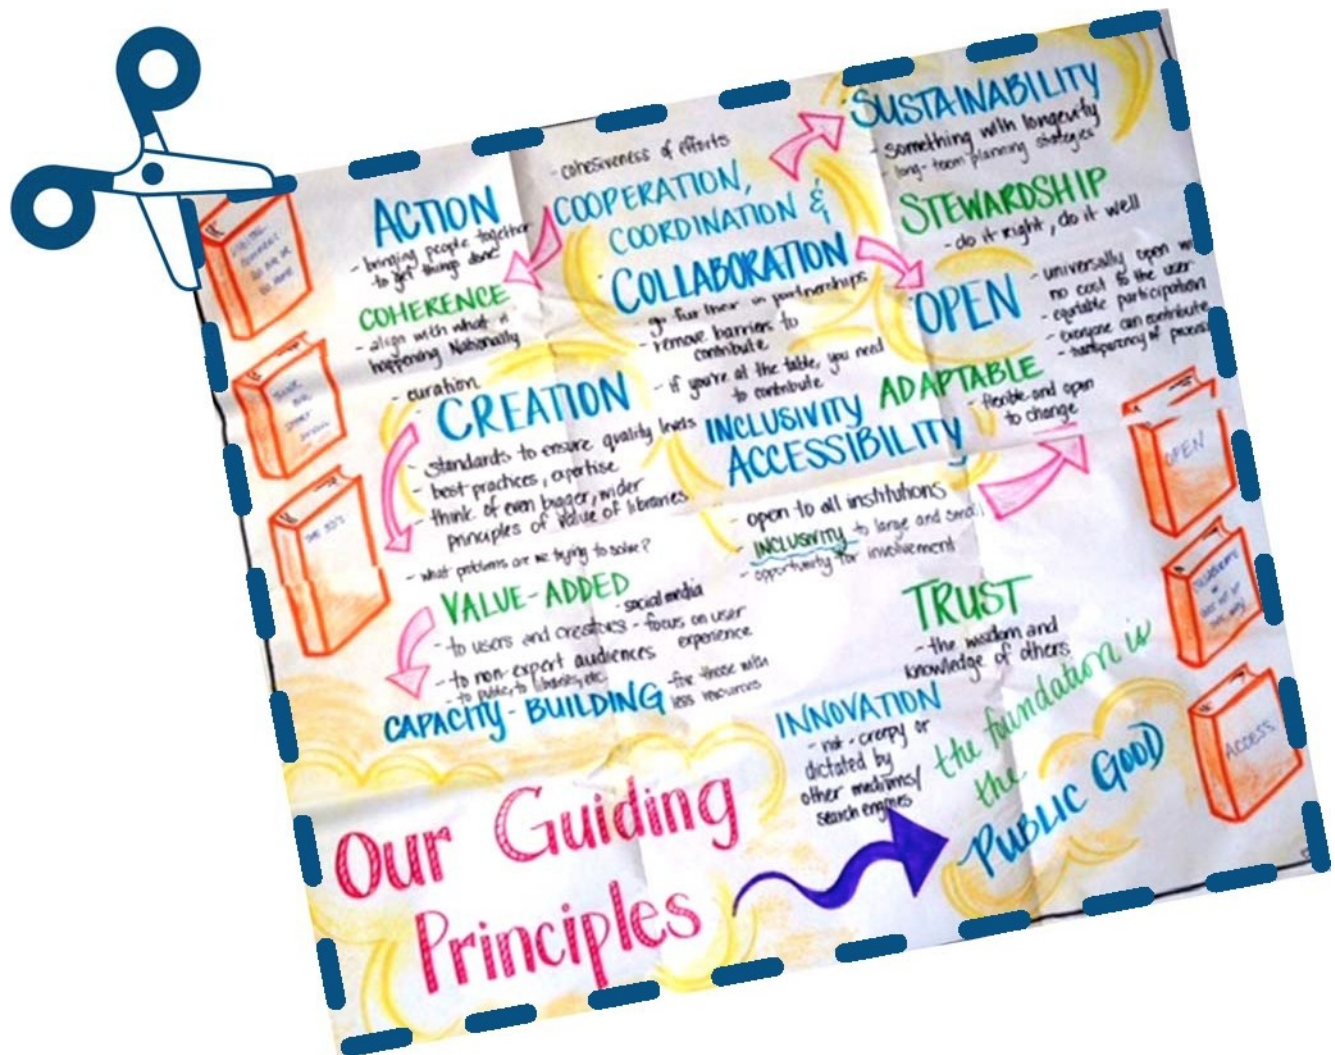 SUSTAINABILITY
- something with longevity
- long-term planning strategies
STEWARDSHIP
- do it right, do it well
- cohesiveness of efforts
COOPERATION,
COORDINATION &
COLLABORATION
- go further in partnerships
- remove barriers to
contribute
- if you're at the table, you need
to contribute
ACTION
- bringing people together
to get things done
COHERENCE
- align with what is
happening Nationally
OPEN
- universally open
no cost to the user
- equitable participation
- everyone can contribute
- transparency of
ADAPTABLE
- flexible and open
to change
- curation
CREATION
- standards to ensure quality levels
- best practices, expertise
- think of even bigger, wider
principles of value of libraries
- what problems are we trying to solve?
INCLUSIVITY
ACCESSIBILITY
- open to all institutions
- INCLUSIVITY to large and small
- opportunity for involvement
VALUE-ADDED
- social media
- to users and creators - focus on user
experience
- to non-expert audiences
- to public, to libraries, etc.
- for those with
less resources
CAPACITY-BUILDING
TRUST
- the wisdom and
knowledge of others
INNOVATION
- not-creepy or
dictated by
other mediums/
search engines
the foundation is
the
PUBLIC GOOD
OPEN
ACCESS
Our Guiding
Principles